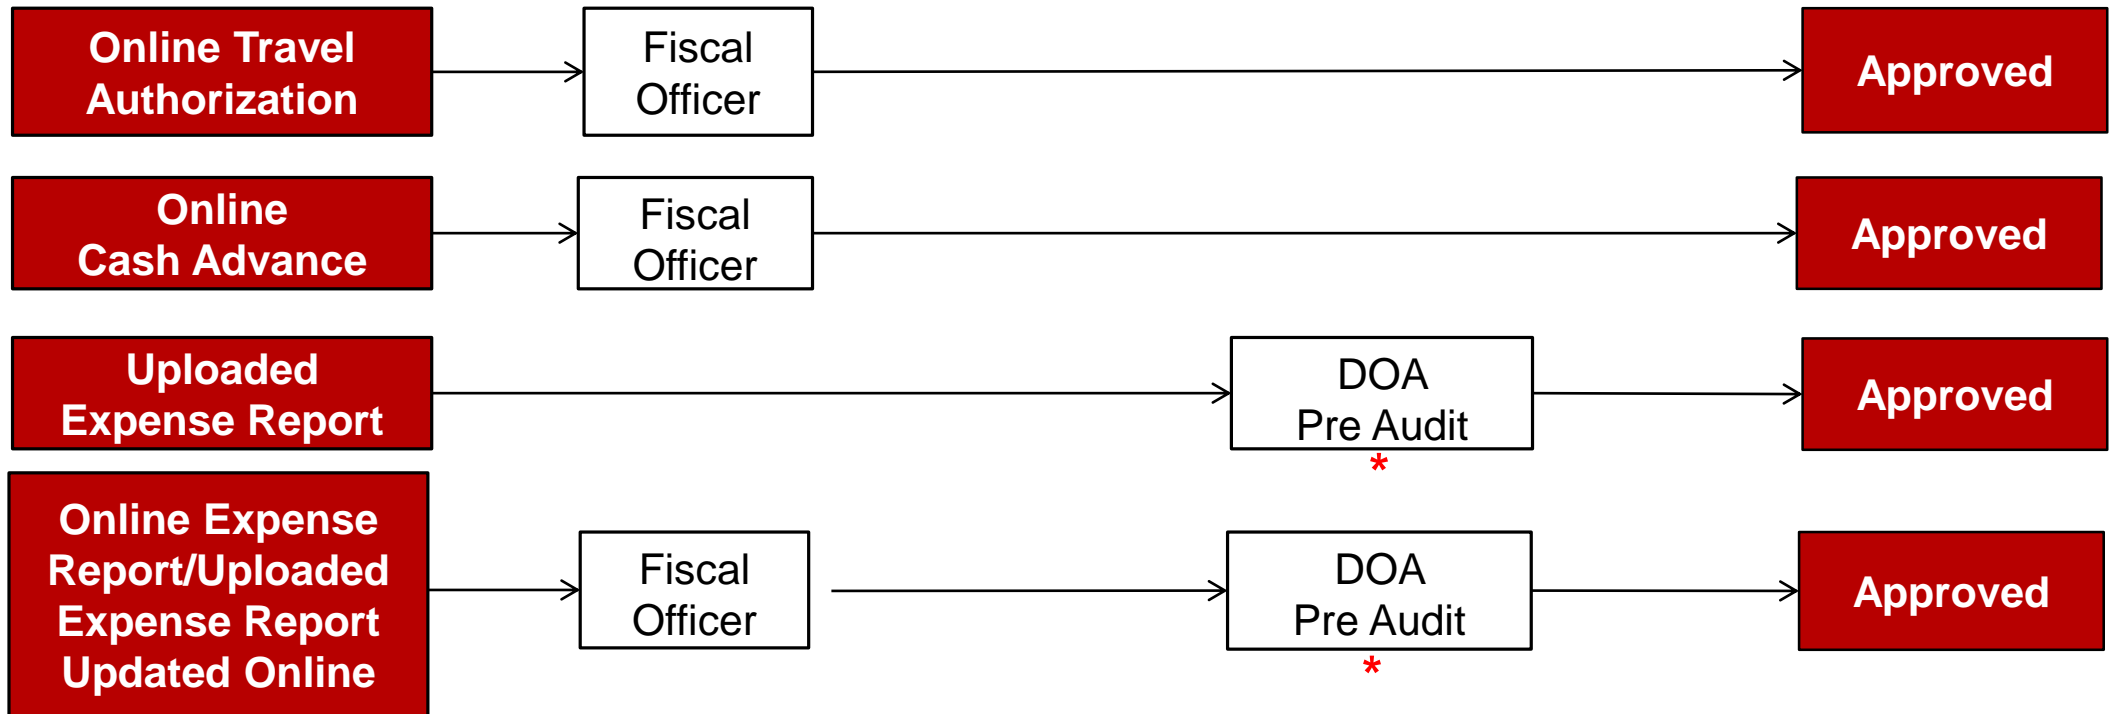 Online Travel
Authorization
Fiscal
Officer
Approved
Online
Cash Advance
Fiscal
Officer
Approved
Uploaded
Expense Report
DOA
Pre Audit
*
Approved
Online Expense
Report/Uploaded
Expense Report
Updated Online
Fiscal
Officer
DOA
Pre Audit
*
Approved